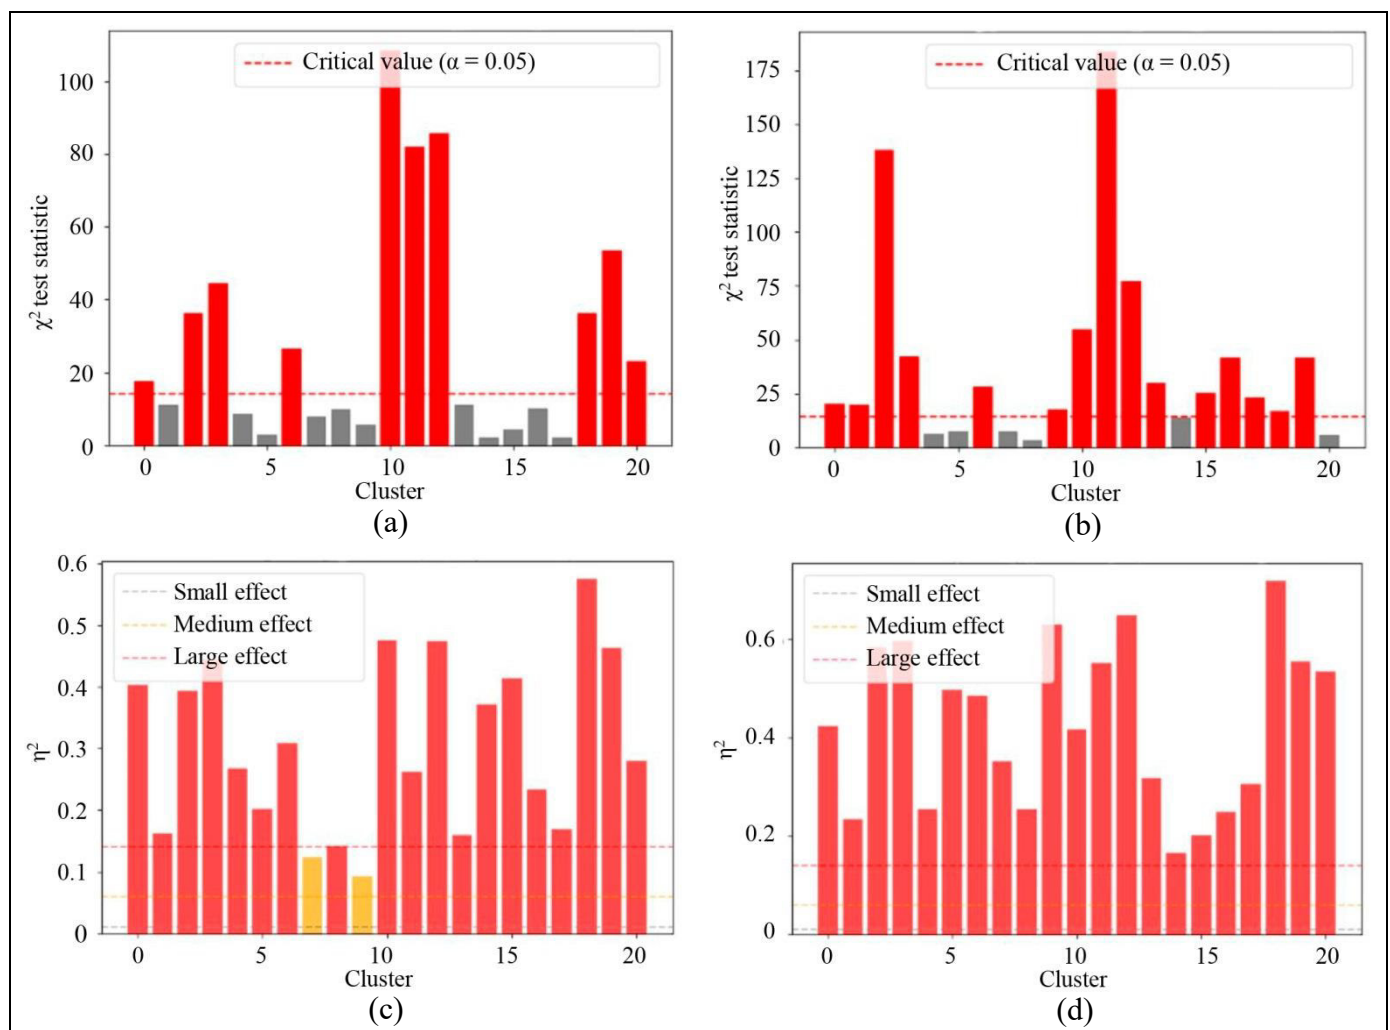 Critical value (α = 0.05)
100
80
60
40
20
0
χ² test statistic
0 5 10 15 20
Cluster
(a)
Critical value (α = 0.05)
175
150
125
100
75
50
25
0
χ² test statistic
0 5 10 15 20
Cluster
(b)
Small effect
Medium effect
Large effect
0.6
0.5
0.4
0.3
0.2
0.1
0
η²
0 5 10 15 20
Cluster
(c)
Small effect
Medium effect
Large effect
0.6
0.4
0.2
0
η²
0 5 10 15 20
Cluster
(d)